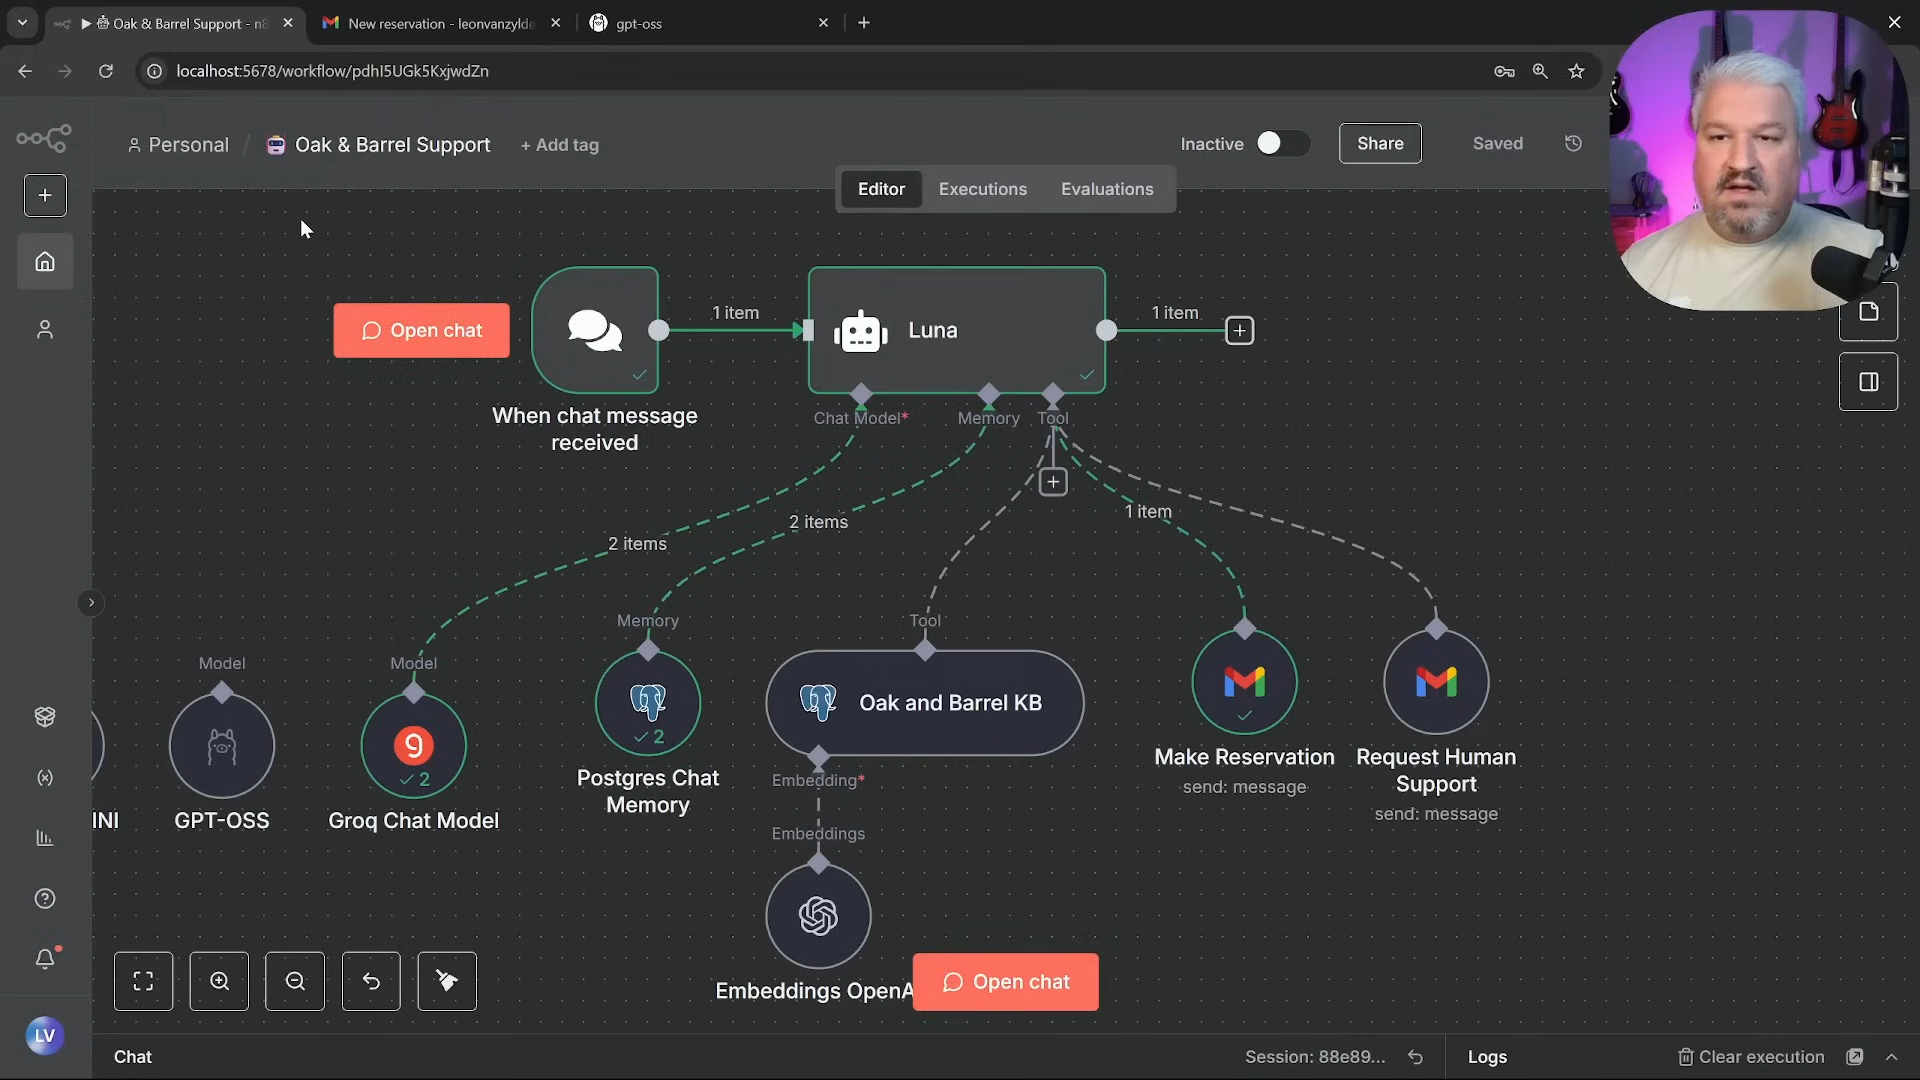 Oak & Barrel Support - n8
New reservation - leonvanzylde
gpt-oss
localhost:5678/workflow/pdhI5UGk5KxjwdZn
Personal / Oak & Barrel Support + Add tag
Inactive
Share
Saved
Editor Executions Evaluations
Open chat
1 item
Luna
1 item
When chat message
received
Chat Model*
Memory
Tool
2 items
2 items
1 item
Model
Model
Memory
Tool
Oak and Barrel KB
2
2
INI
GPT-OSS
Groq Chat Model
Postgres Chat
Memory
Embedding*
Embeddings
Make Reservation
send: message
Request Human
Support
send: message
Embeddings OpenA
Open chat
LV
Chat
Session: 88e89...
Logs
Clear execution